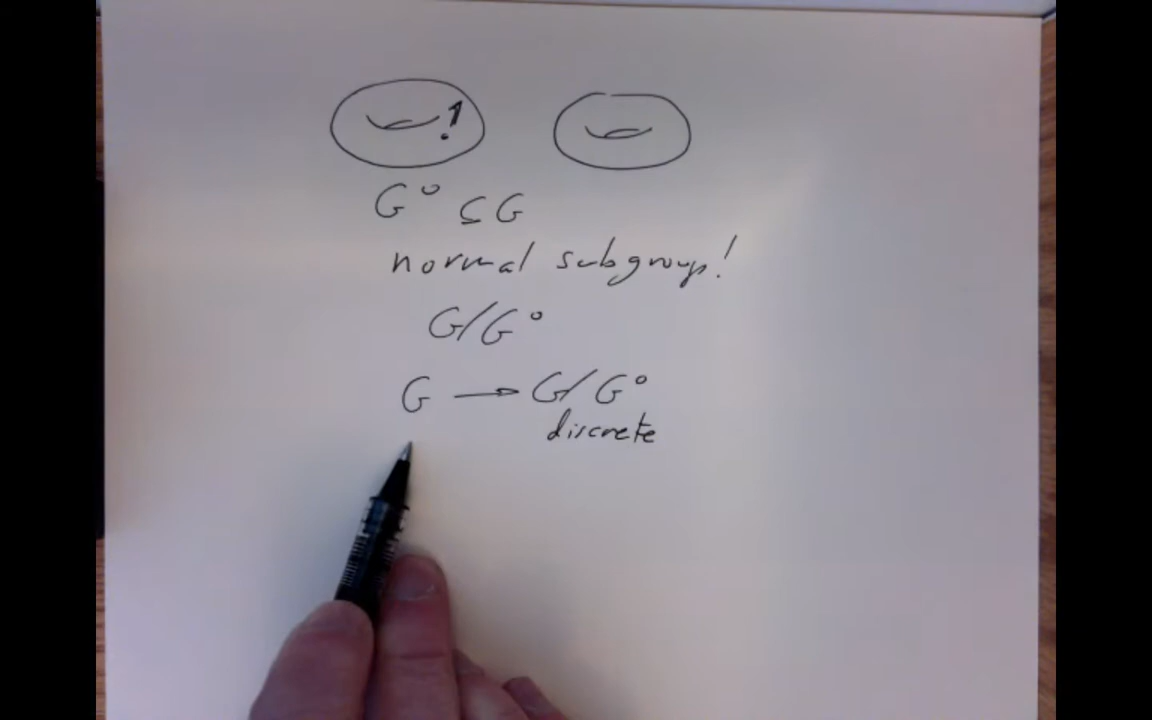 1
G° ⊆ G
normal subgroup!
G/G°
G → G/G°
discrete